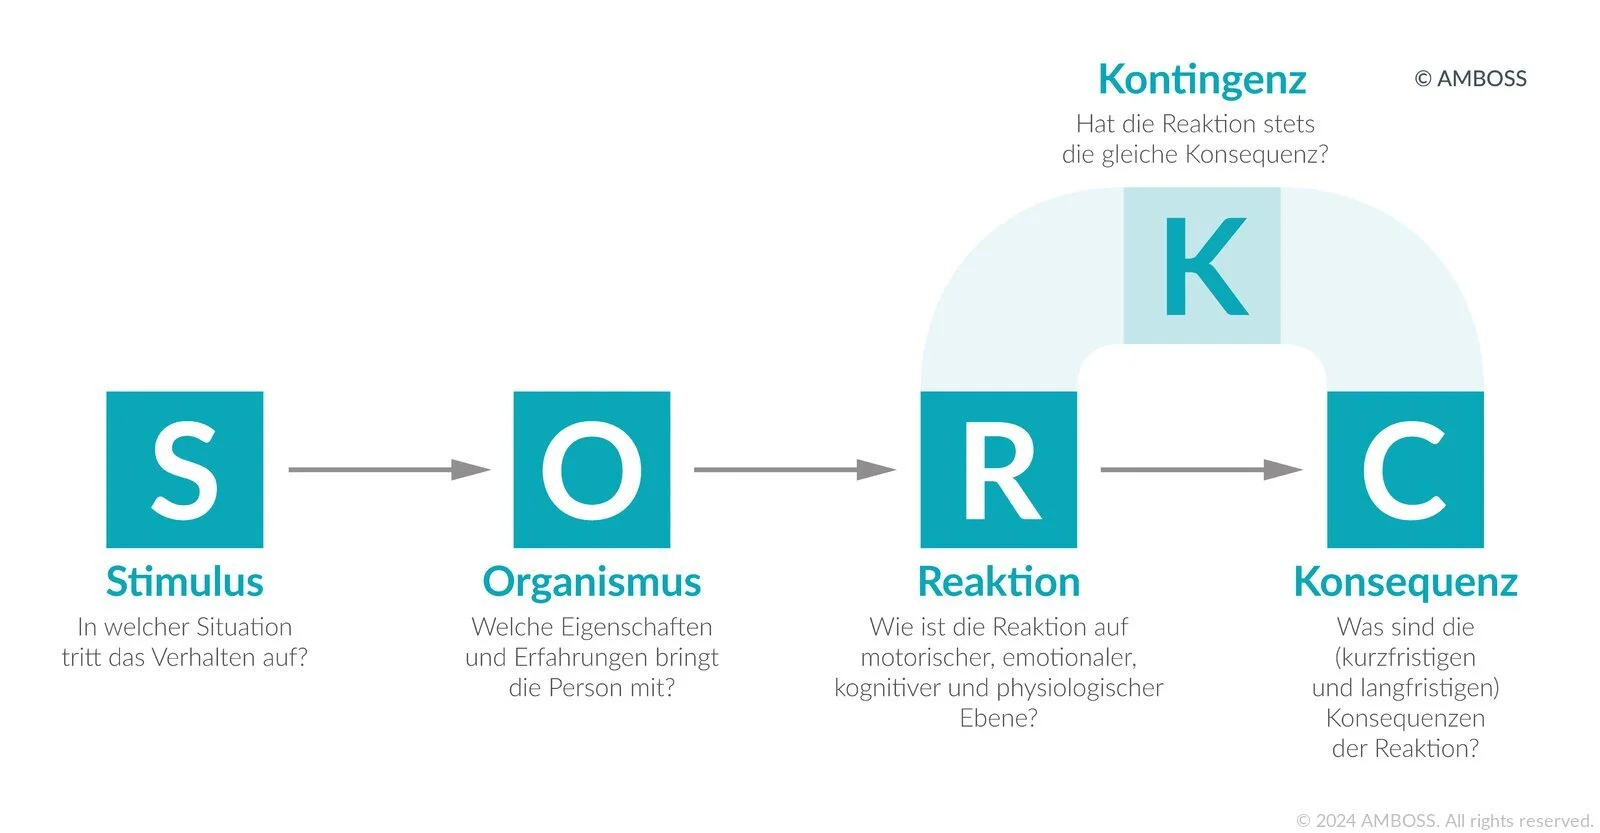 Kontingenz
© AMBOSS
Hat die Reaktion stets
die gleiche Konsequenz?
K
S
O
R
C
Stimulus
In welcher Situation
tritt das Verhalten auf?
Organismus
Welche Eigenschaften
und Erfahrungen bringt
die Person mit?
Reaktion
Wie ist die Reaktion auf
motorischer, emotionaler,
kognitiver und physiologischer
Ebene?
Konsequenz
Was sind die
(kurzfristigen
und langfristigen)
Konsequenzen
der Reaktion?
© 2024 AMBOSS. All rights reserved.